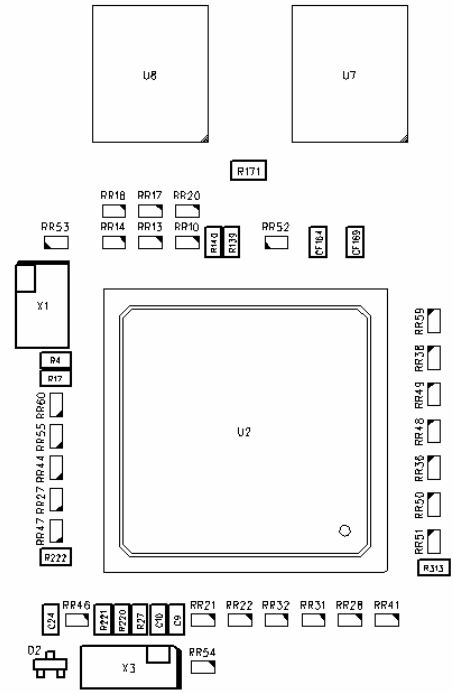 U8 U7
R171
RR18 RR17 RR20
RR53 RR14 RR13 RR10 R140 R139 RR52 CF164 CF169
X1
RR59
R4
RR38
R17
RR60
RR49
RR55
U2
RR48
RR44
RR36
RR27
RR50
RR47
RR51
R222
R313
C24 RR46 R221 R220 R27 C10 C9 RR21 RR22 RR32 RR31 RR28 RR41
D2 X3 RR54